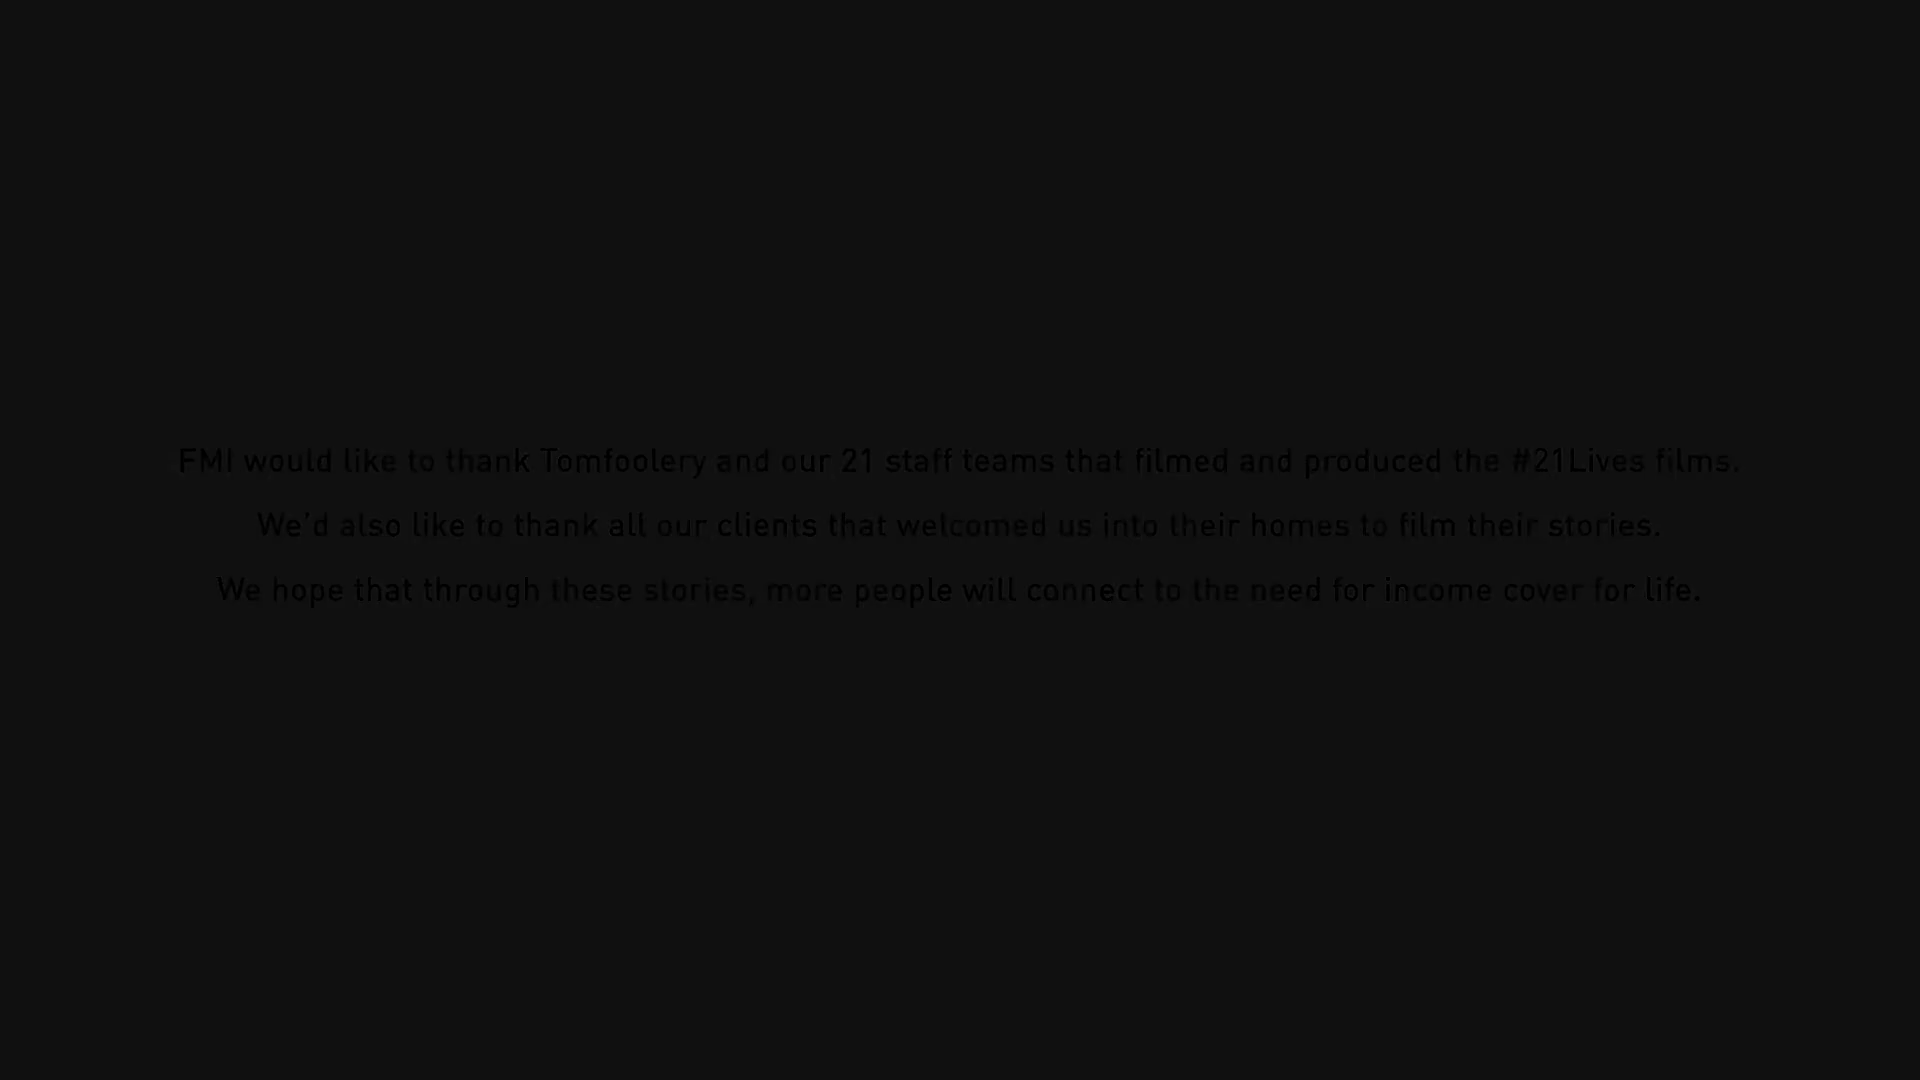 FMI would like to thank Tomfoolery and our 21 staff teams that filmed and produced the #21Lives films.
We'd also like to thank all our clients that welcomed us into their homes to film their stories.
We hope that through these stories, more people will connect to the need for income cover for life.